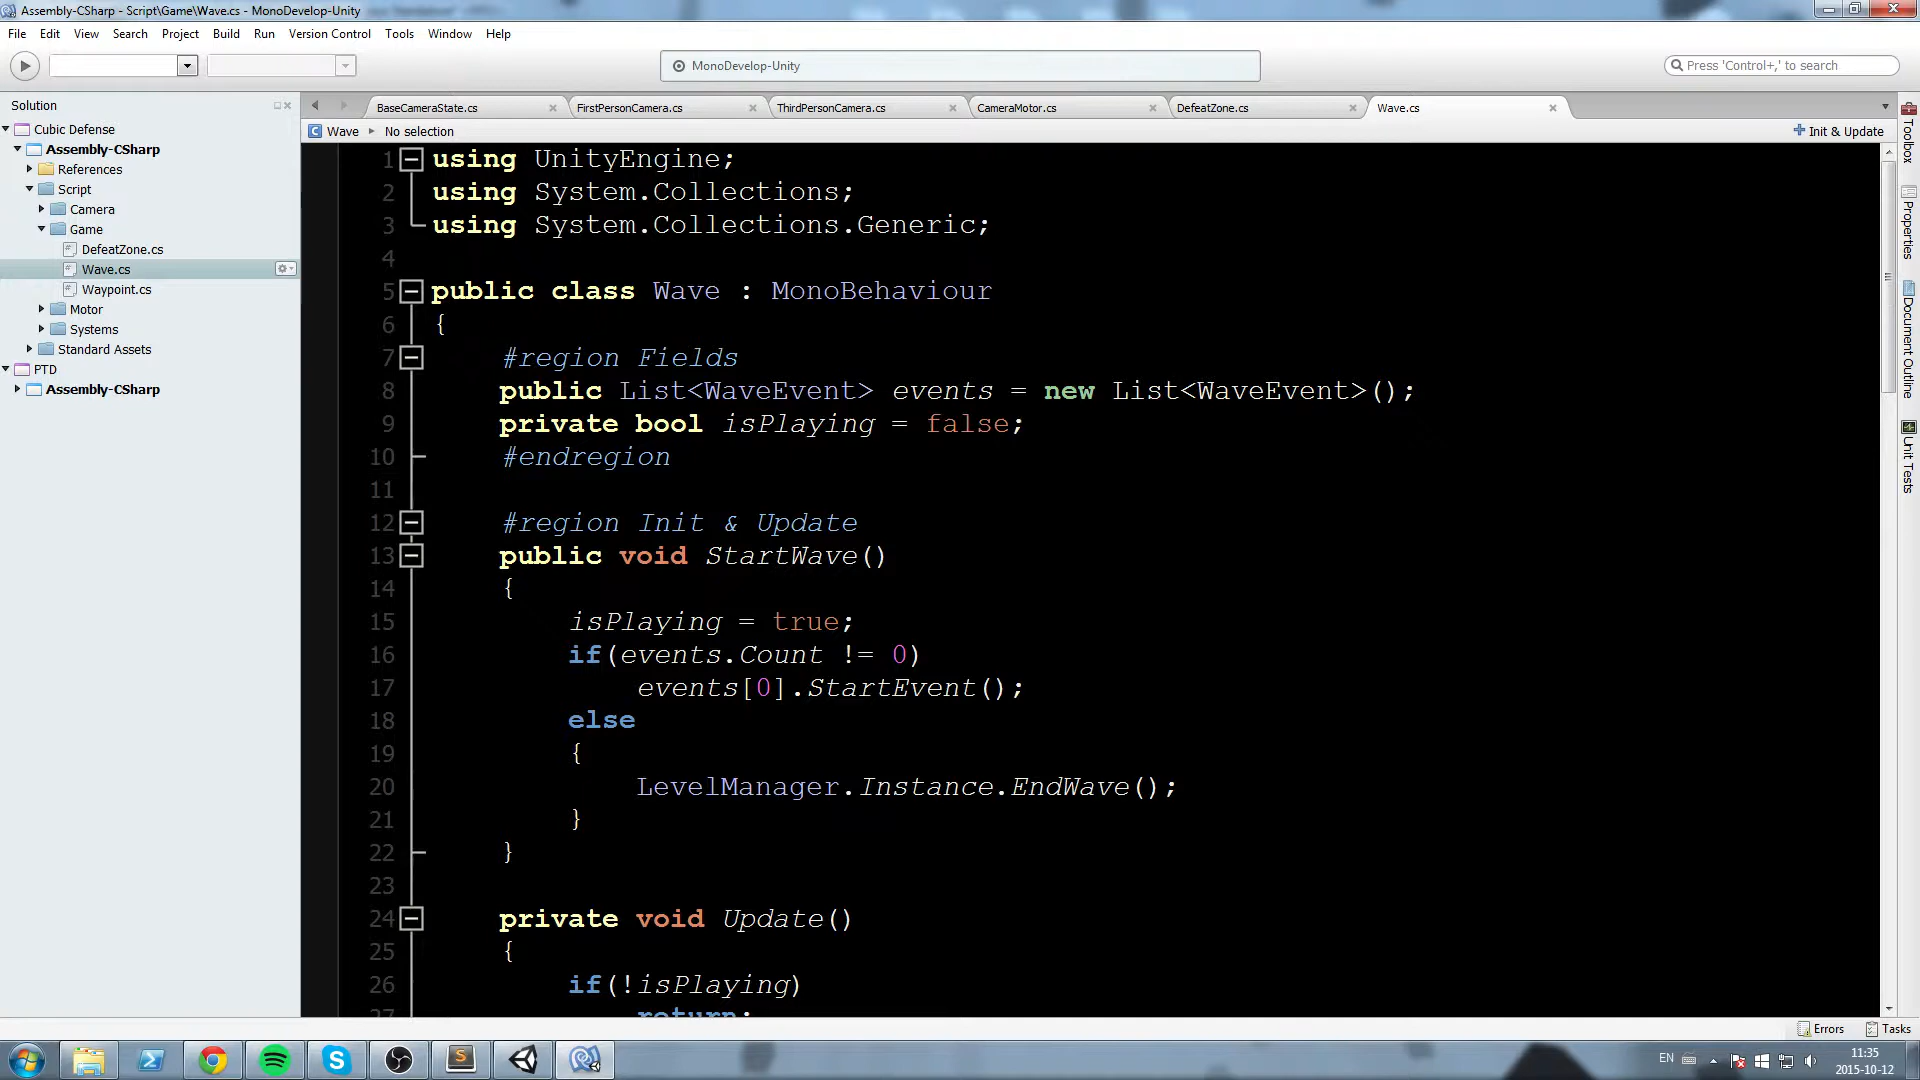 Assembly-CSharp - Script\Game\Wave.cs - MonoDevelop-Unity
File Edit View Search Project Build Run Version Control Tools Window Help
MonoDevelop-Unity
Press 'Control+,' to search
Solution
Cubic Defense
Assembly-CSharp
References
Script
Camera
Game
DefeatZone.cs
Wave.cs
Waypoint.cs
Motor
Systems
Standard Assets
PTD
Assembly-CSharp
BaseCameraState.cs FirstPersonCamera.cs ThirdPersonCamera.cs CameraMotor.cs DefeatZone.cs Wave.cs
Wave No selection Init & Update
1 using UnityEngine;
2 using System.Collections;
3 using System.Collections.Generic;
4
5 public class Wave : MonoBehaviour
6 {
7 #region Fields
8 public List<WaveEvent> events = new List<WaveEvent>();
9 private bool isPlaying = false;
10 #endregion
11
12 #region Init & Update
13 public void StartWave()
14 {
15 isPlaying = true;
16 if(events.Count != 0)
17 events[0].StartEvent();
18 else
19 {
20 LevelManager.Instance.EndWave();
21 }
22 }
23
24 private void Update()
25 {
26 if(!isPlaying)
27 return;
Toolbox
Properties
Document Outline
Unit Tests
Errors Tasks
EN
11:35
2015-10-12